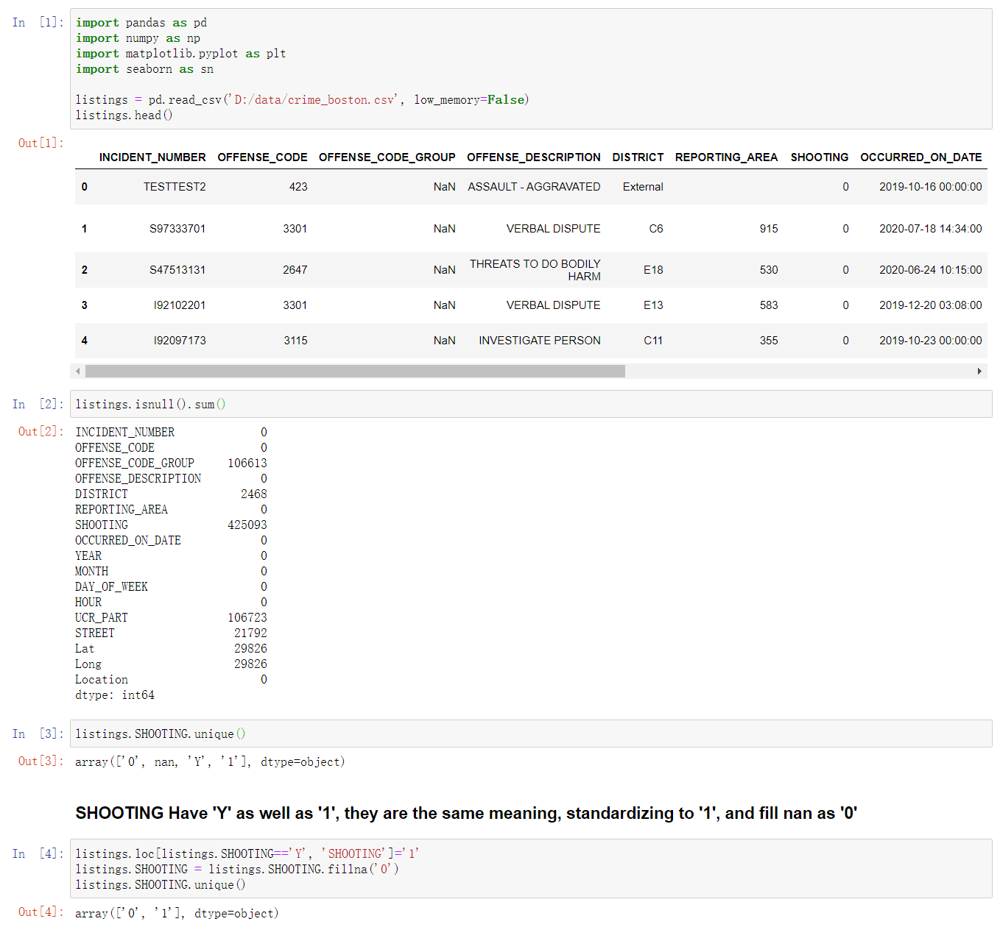 In [1]:
import pandas as pd
import numpy as np
import matplotlib.pyplot as plt
import seaborn as sn

listings = pd.read_csv('D:/data/crime_boston.csv', low_memory=False)
listings.head()
Out[1]:
INCIDENT_NUMBER OFFENSE_CODE OFFENSE_CODE_GROUP OFFENSE_DESCRIPTION DISTRICT REPORTING_AREA SHOOTING OCCURRED_ON_DATE
0 TESTTEST2 423 NaN ASSAULT - AGGRAVATED External 0 2019-10-16 00:00:00
1 S97333701 3301 NaN VERBAL DISPUTE C6 915 0 2020-07-18 14:34:00
2 S47513131 2647 NaN THREATS TO DO BODILY HARM E18 530 0 2020-06-24 10:15:00
3 I92102201 3301 NaN VERBAL DISPUTE E13 583 0 2019-12-20 03:08:00
4 I92097173 3115 NaN INVESTIGATE PERSON C11 355 0 2019-10-23 00:00:00
In [2]: listings.isnull().sum()
Out[2]:
INCIDENT_NUMBER 0
OFFENSE_CODE 0
OFFENSE_CODE_GROUP 106613
OFFENSE_DESCRIPTION 0
DISTRICT 2468
REPORTING_AREA 0
SHOOTING 425093
OCCURRED_ON_DATE 0
YEAR 0
MONTH 0
DAY_OF_WEEK 0
HOUR 0
UCR_PART 106723
STREET 21792
Lat 29826
Long 29826
Location 0
dtype: int64
In [3]: listings.SHOOTING.unique()
Out[3]: array(['0', nan, 'Y', '1'], dtype=object)
SHOOTING Have 'Y' as well as '1', they are the same meaning, standardizing to '1', and fill nan as '0'
In [4]:
listings.loc[listings.SHOOTING=='Y', 'SHOOTING']='1'
listings.SHOOTING = listings.SHOOTING.fillna('0')
listings.SHOOTING.unique()
Out[4]: array(['0', '1'], dtype=object)